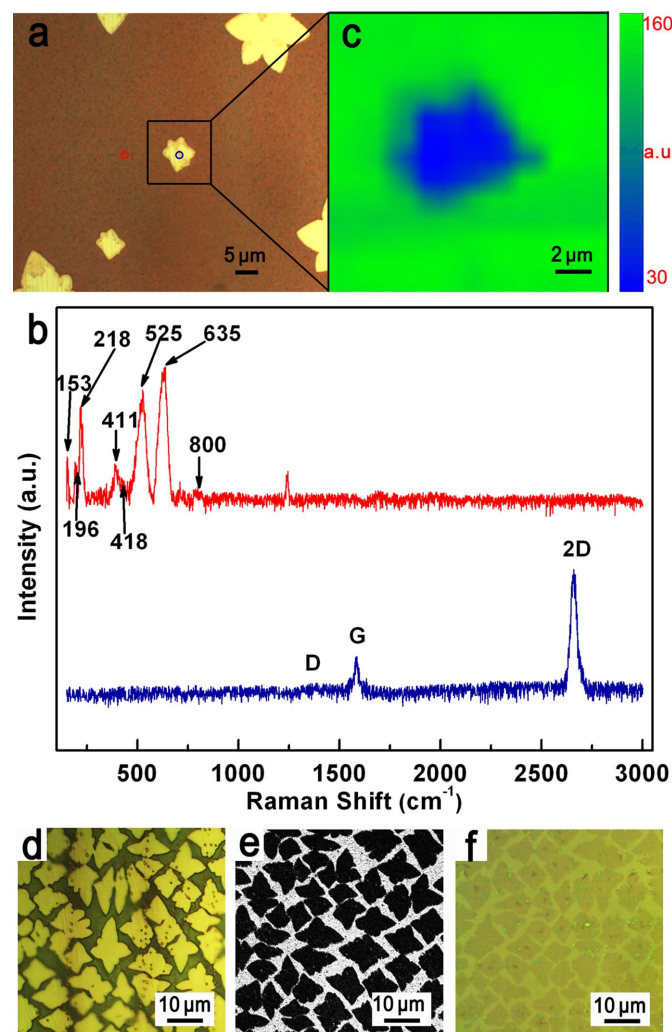 a
5 μm
c
2 μm
160
a.u
30
b
153
218
525
635
411
800
196
418
2D
G
D
Intensity (a.u.)
500
1000
1500
2000
2500
3000
Raman Shift (cm⁻¹)
d
10 μm
e
10 μm
f
10 μm